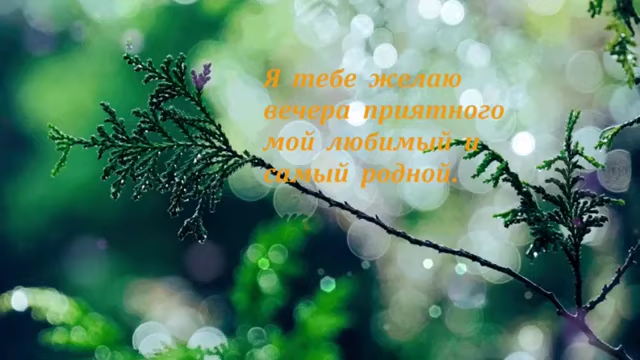 Я тебе желаю
вечера приятного
мой любимый и
самый родной.